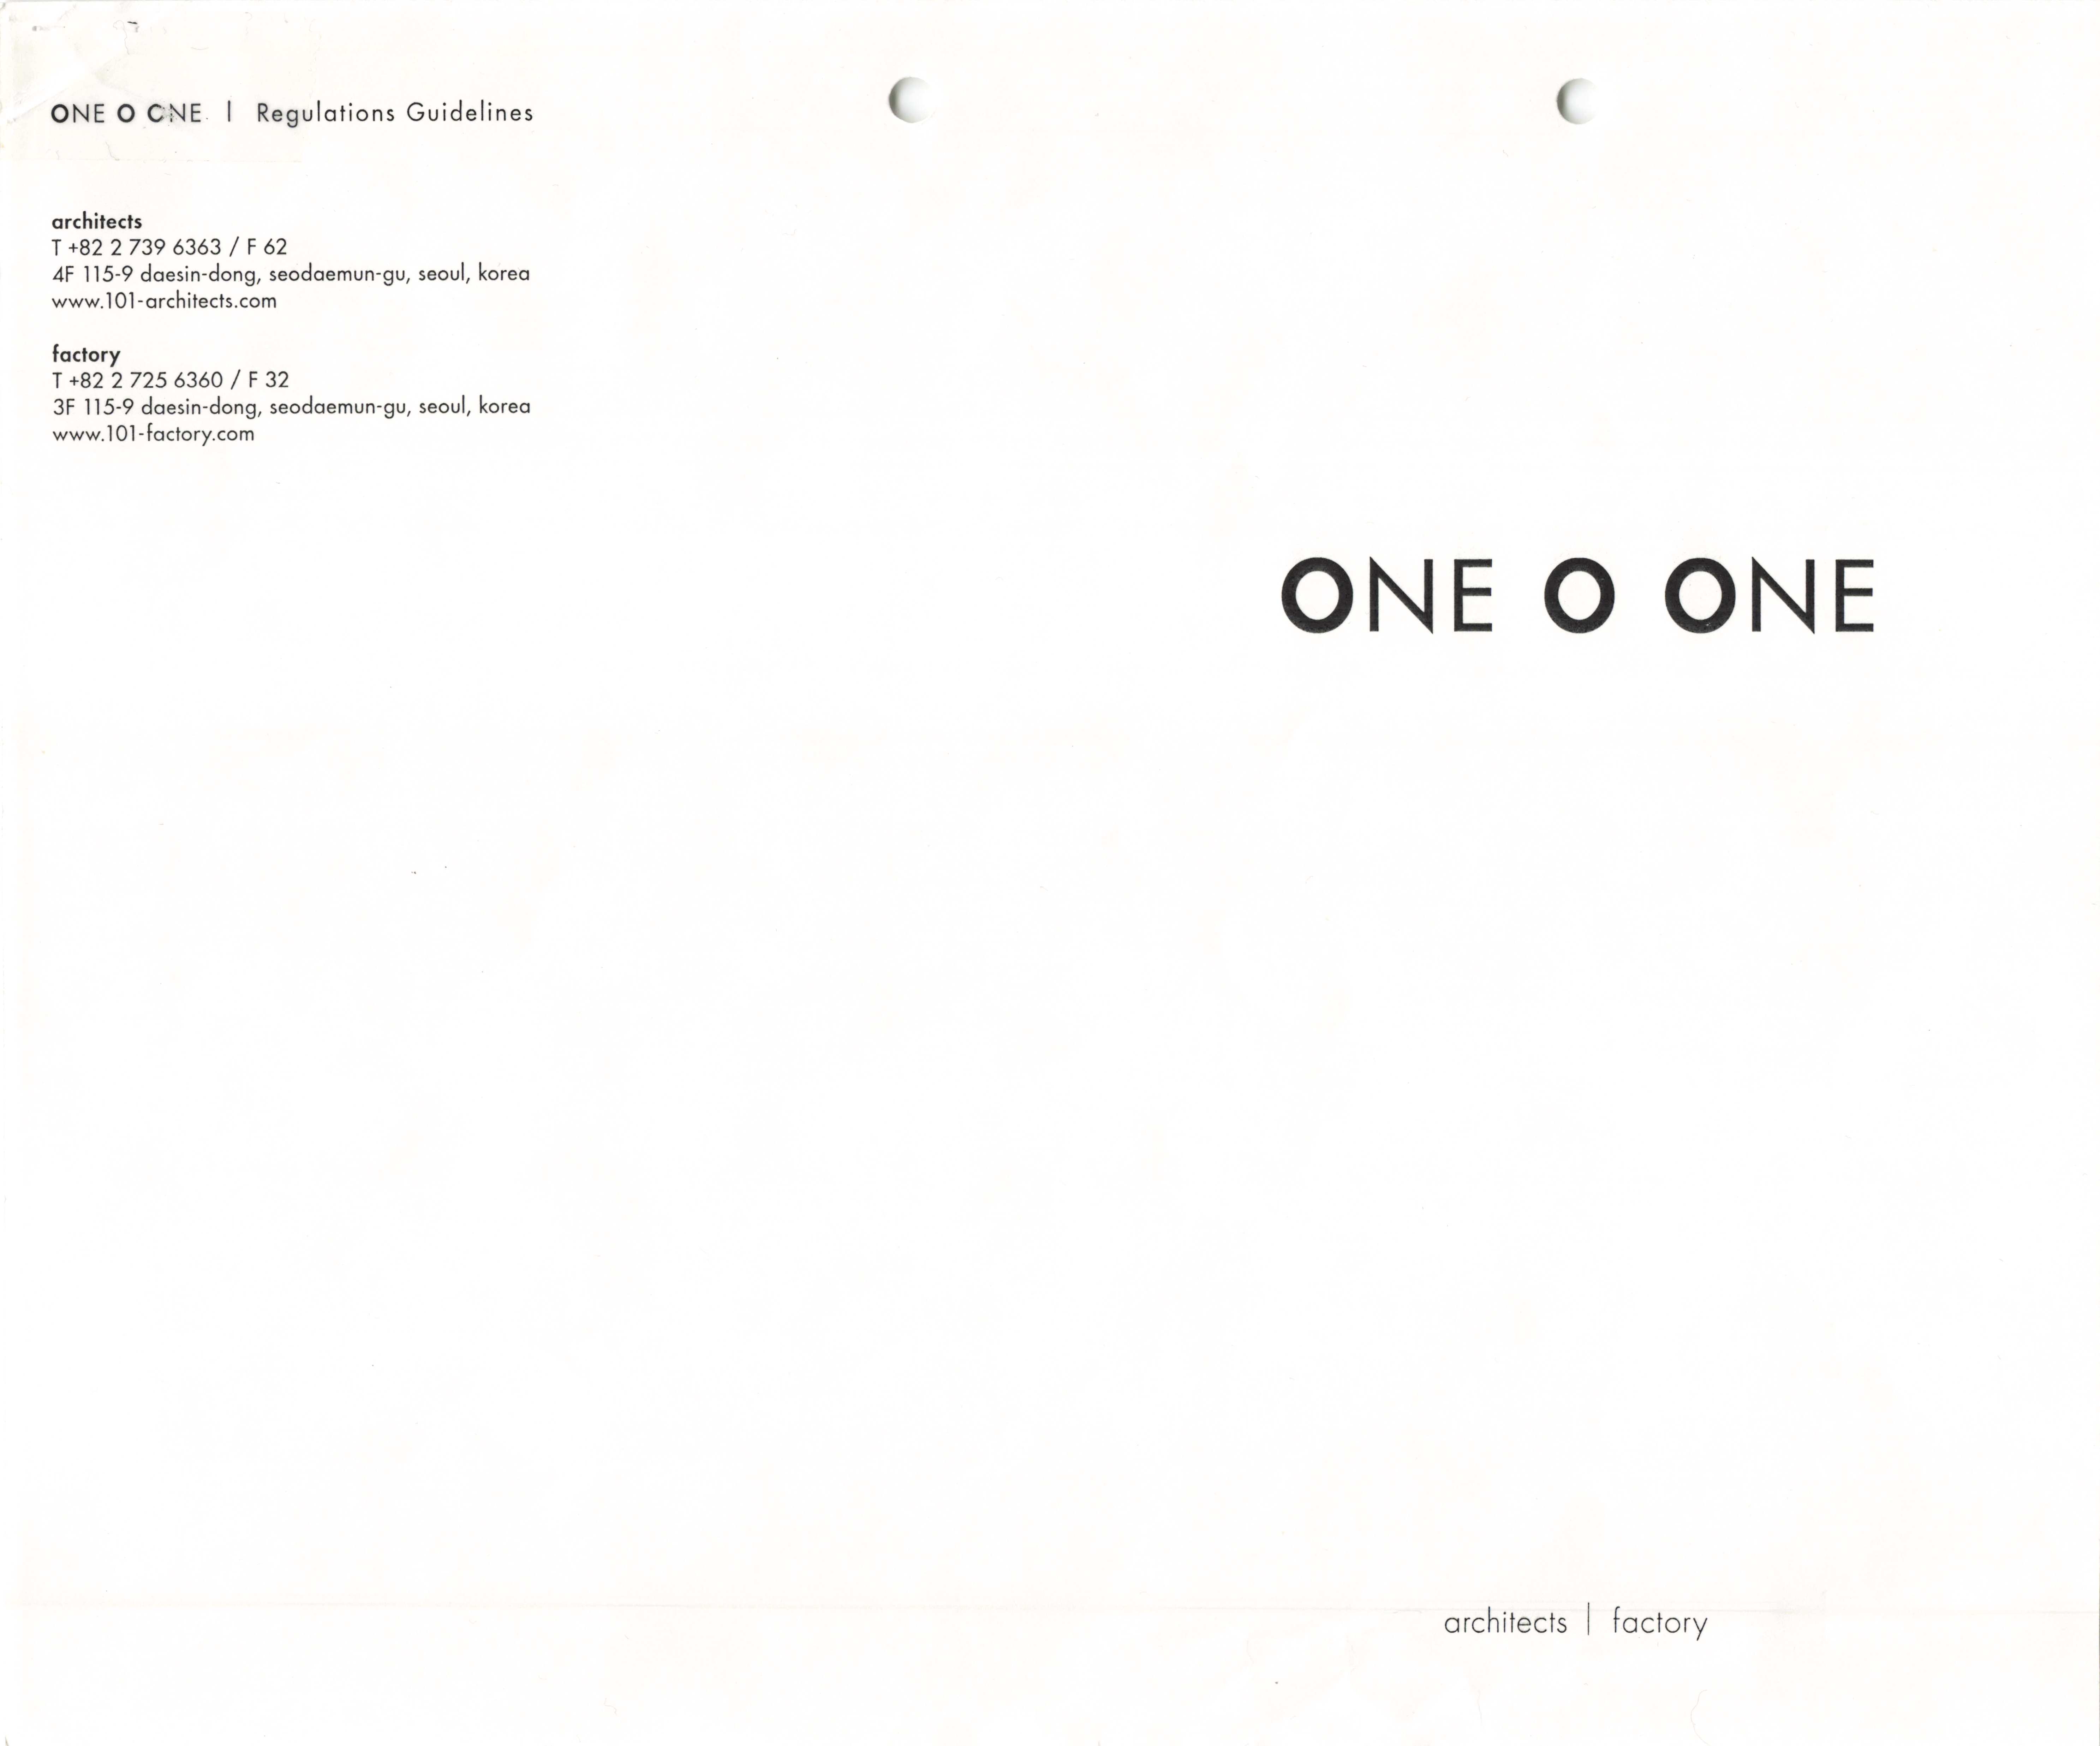 ONE O ONE | Regulations Guidelines
architects
T +82 2 739 6363 / F 62
4F 115-9 daesin-dong, seodaemun-gu, seoul, korea
www.101-architects.com
factory
T +82 2 725 6360 / F 32
3F 115-9 daesin-dong, seodaemun-gu, seoul, korea
www.101-factory.com
ONE O ONE
architects | factory